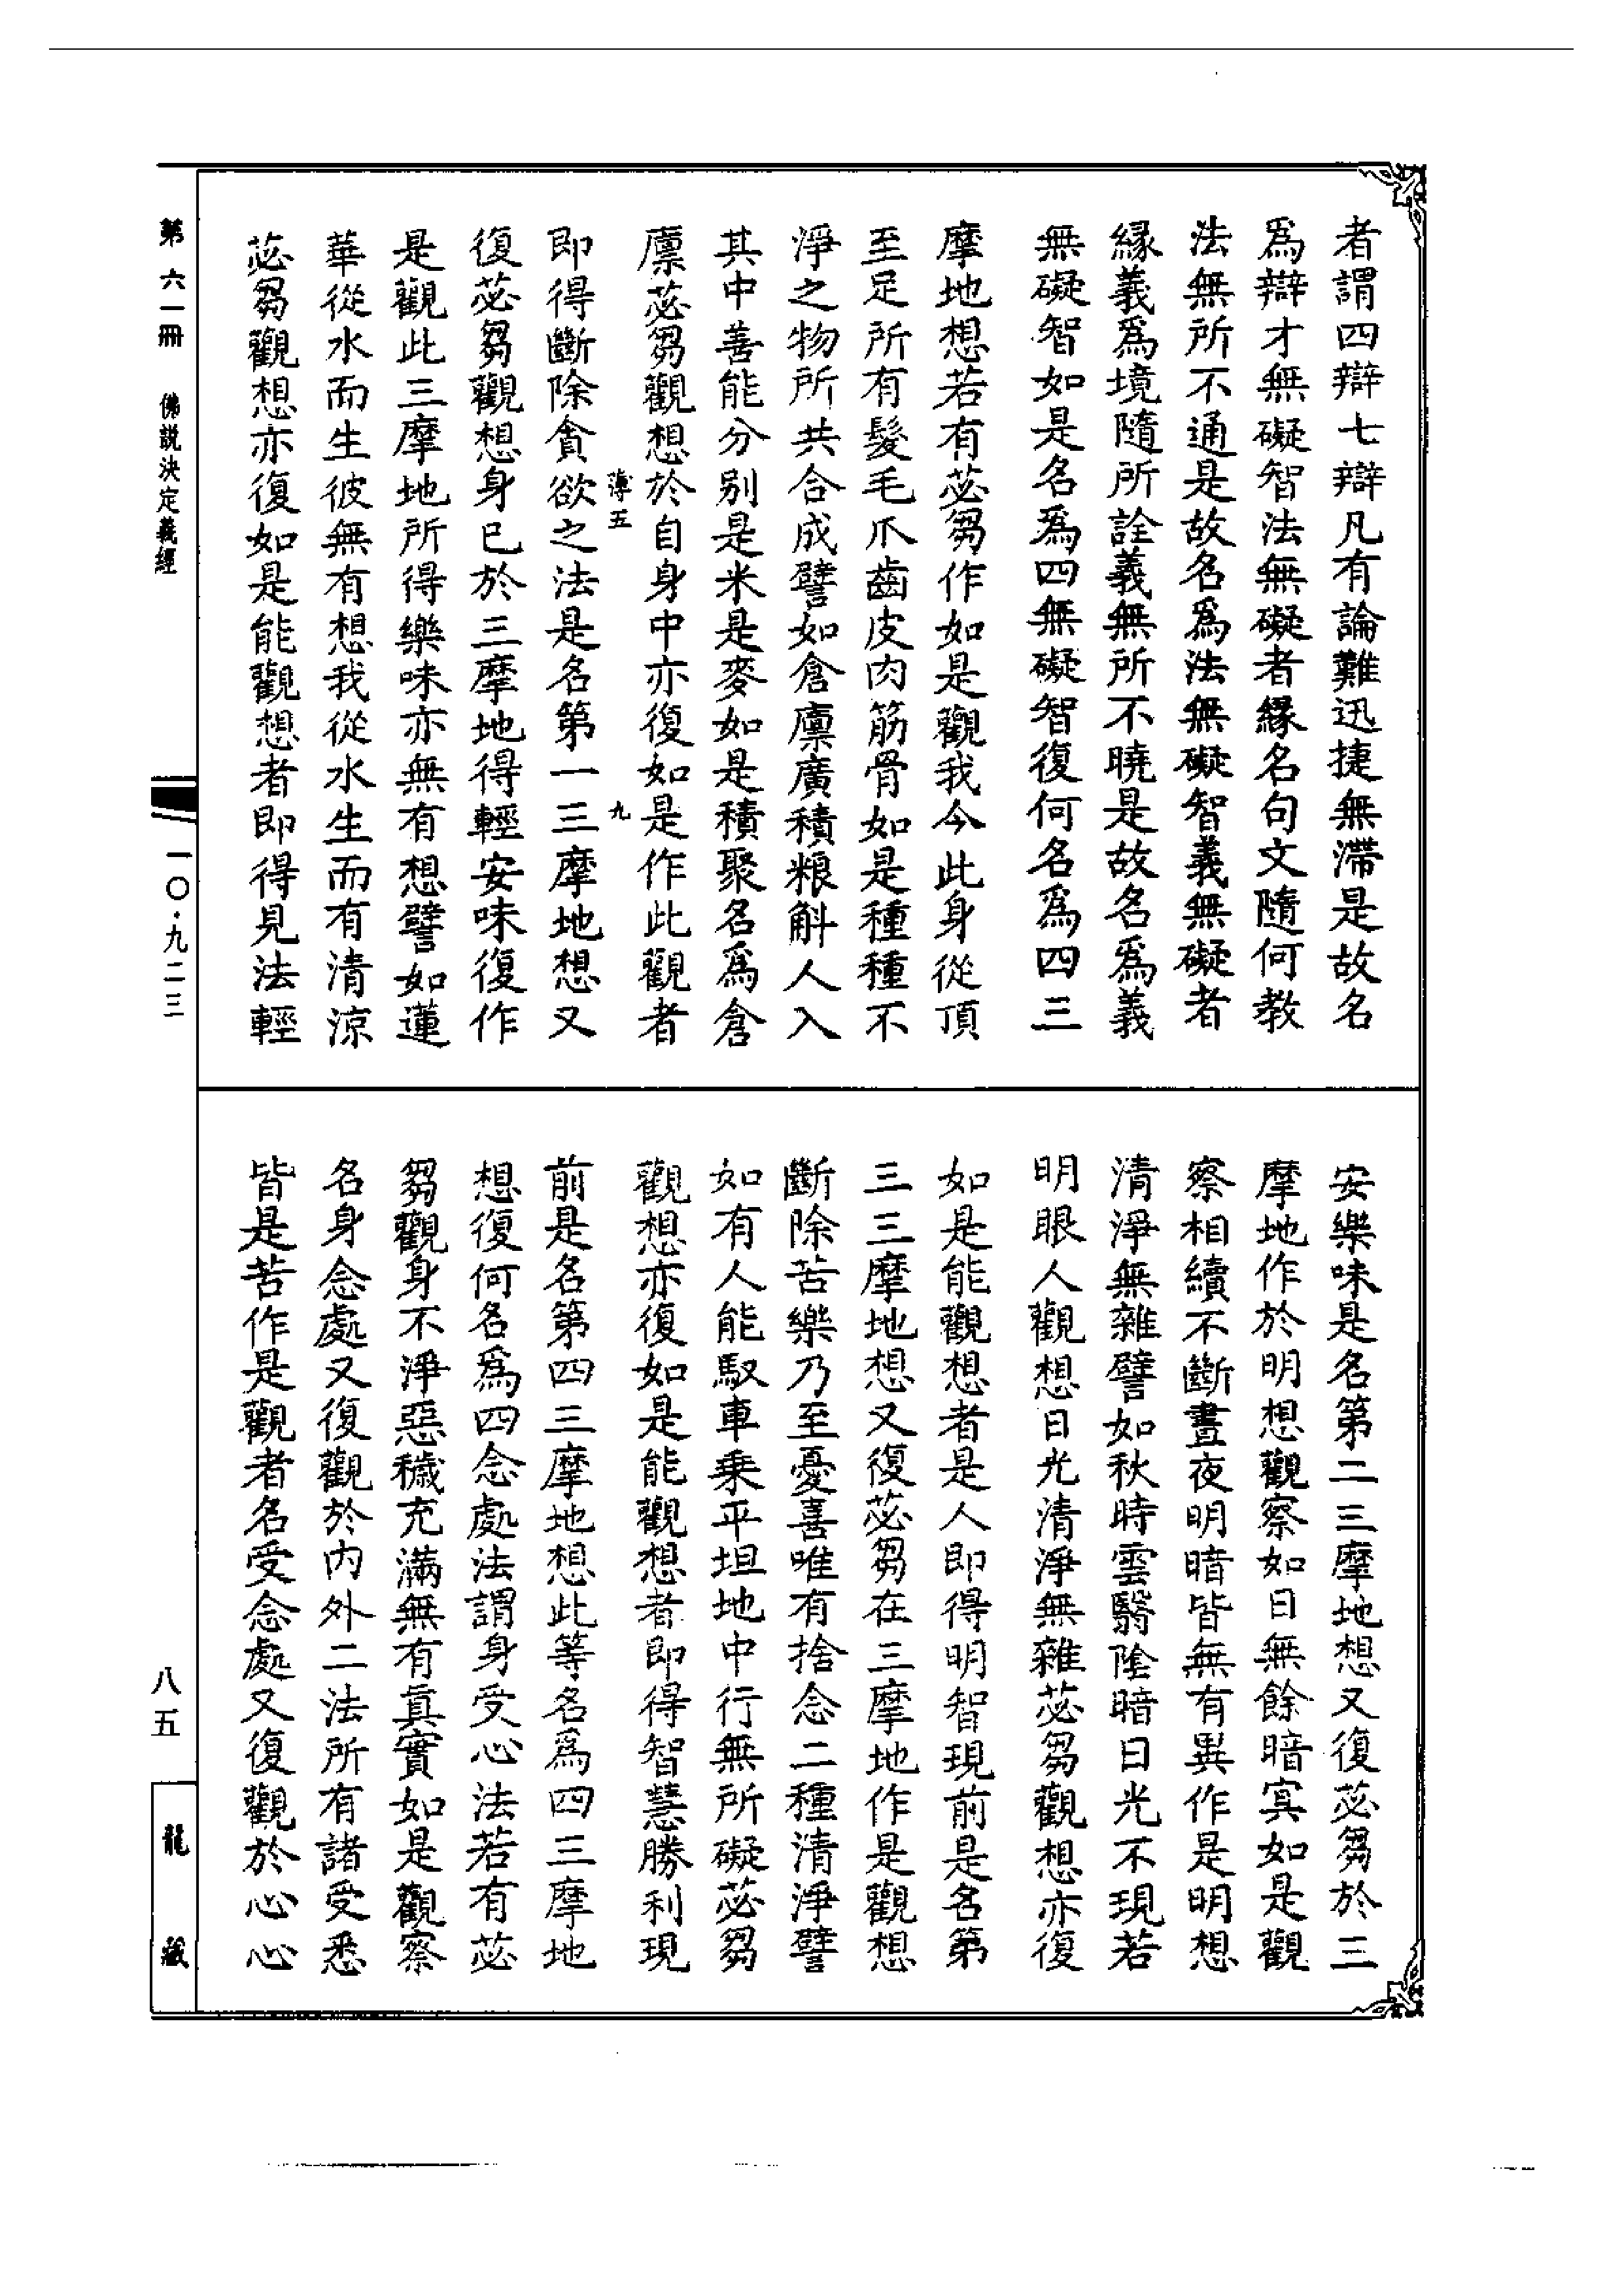 者謂四辯七辯凡有論難迅捷無滯是故名
爲辯才無礙智法無礙者緣名句文隨何教
法無所不通是故名爲法無礙智義無礙者
緣義爲境隨所詮義無所不曉是故名爲義
無礙智如是名爲四無礙智復何名爲四三
摩地想若有苾芻作如是觀我今此身從頂
至足所有髮毛爪齒皮肉筋骨如是種種不
淨之物所共合成譬如倉廩廣積粮斛人入
其中善能分別是米是麥如是積聚名爲倉
廩苾芻觀想於自身中亦復如是作此觀者
薄五 九
即得斷除貪欲之法是名第一三摩地想又
復苾芻觀想身已於三摩地得輕安味復作
是觀此三摩地所得樂味亦無有想譬如蓮
華從水而生彼無有想我從水生而有清涼
苾芻觀想亦復如是能觀想者即得見法輕
安樂味是名第二三摩地想又復苾芻於三
摩地作於明想觀察如日無餘暗冥如是觀
察相續不斷晝夜明暗皆無有異作是明想
清淨無雜譬如秋時雲翳陰暗日光不現若
明眼人觀想日光清淨無雜苾芻觀想亦復
如是能觀想者是人即得明智現前是名第
三三摩地想又復苾芻在三摩地作是觀想
斷除苦樂乃至憂喜唯有捨念二種清淨譬
如有人能馭車乗平坦地中行無所礙苾芻
觀想亦復如是能觀想者即得智慧勝利現
前是名第四三摩地想此等名爲四三摩地
想復何名爲四念處法謂身受心法若有苾
芻觀身不淨惡穢充滿無有真實如是觀察
名身念處又復觀於內外二法所有諸受悉
皆是苦作是觀者名受念處又復觀於心心
第六一冊 佛説決定義經
一〇·九二三
八五
龍藏